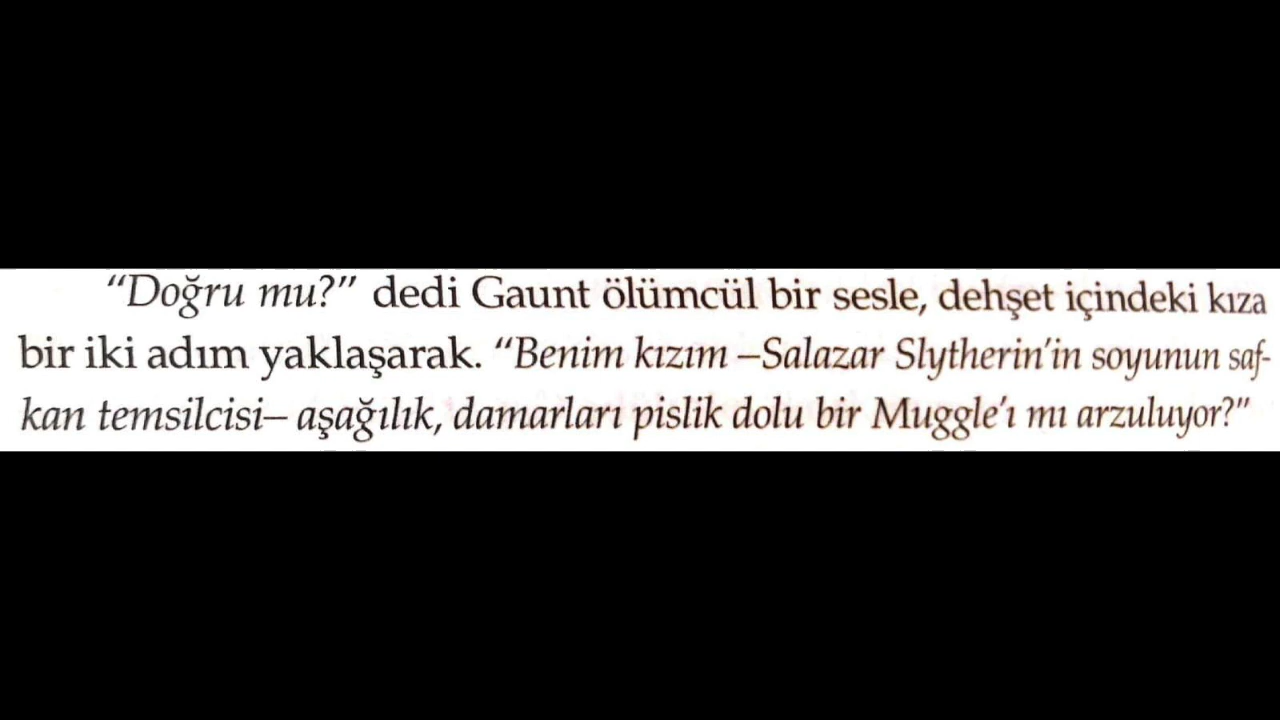 “Doğru mu?” dedi Gaunt ölümcül bir sesle, dehşet içindeki kıza
bir iki adım yaklaşarak. “Benim kızım –Salazar Slytherin’in soyunun saf-
kan temsilcisi– aşağılık, damarları pislik dolu bir Muggle’ı mı arzuluyor?”